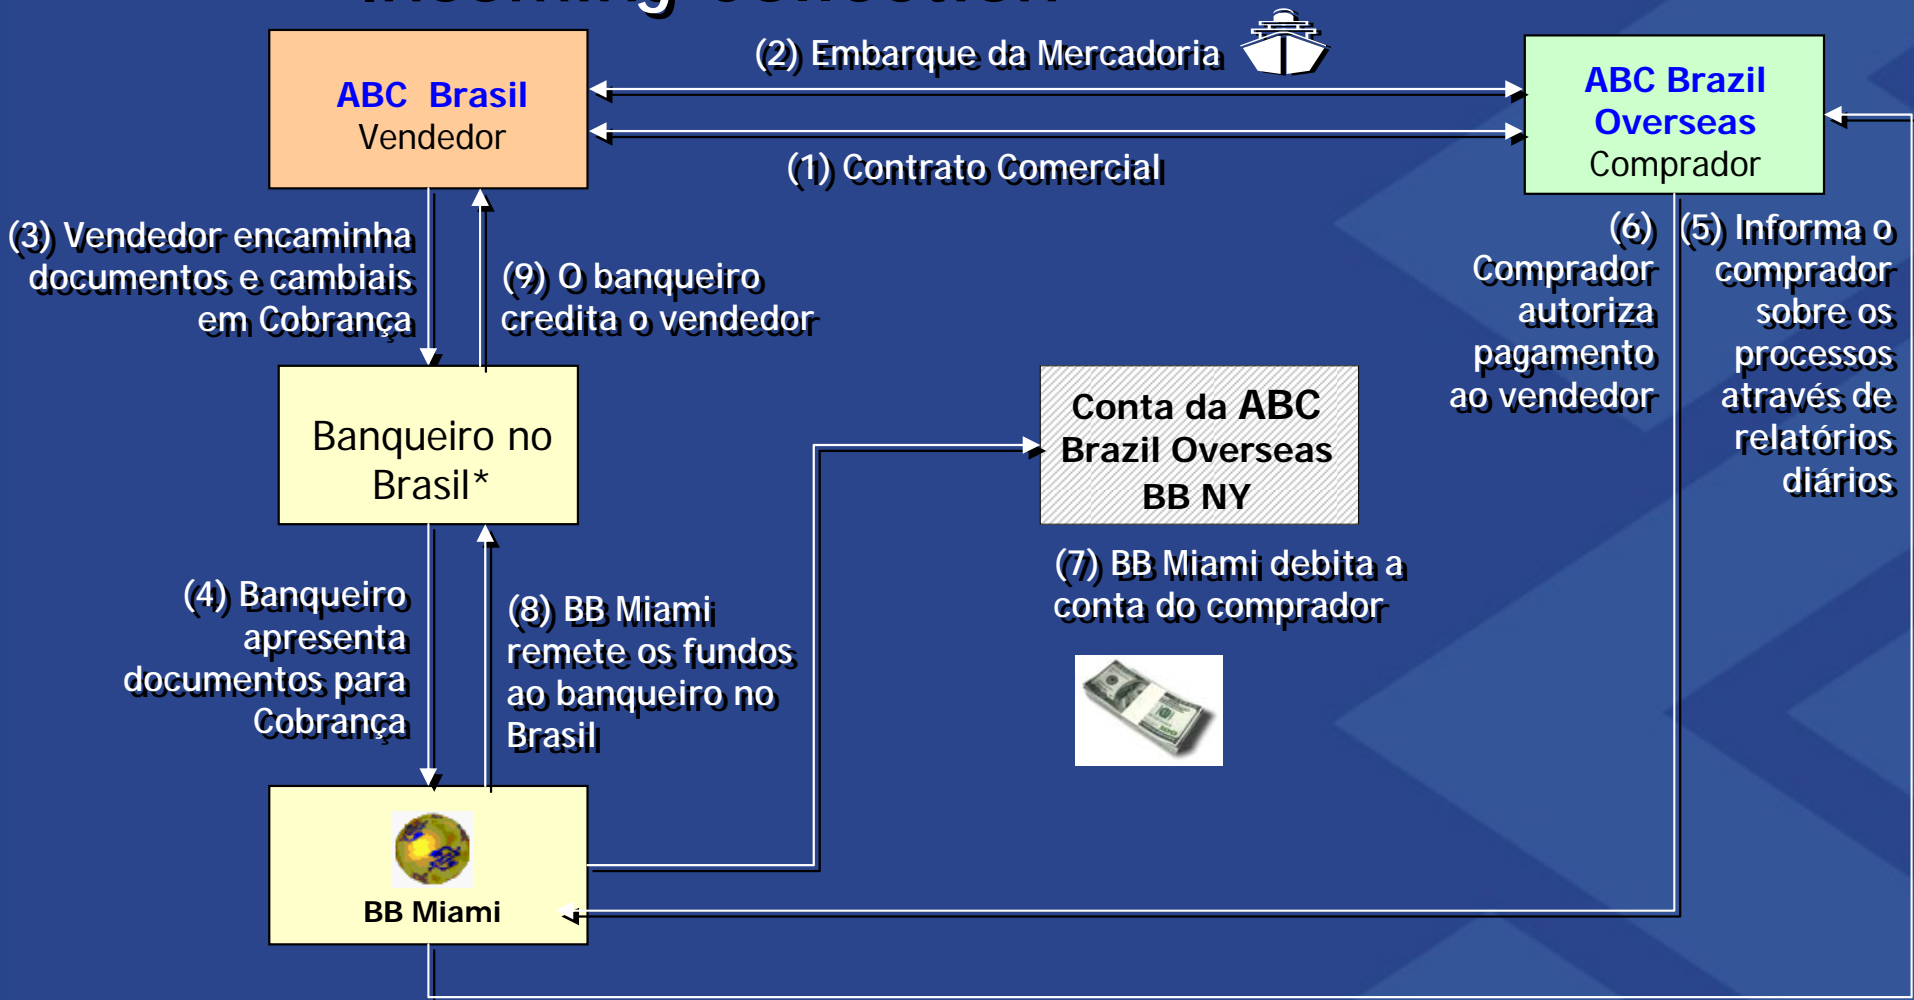 Incoming Collection
(2) Embarque da Mercadoria
ABC Brasil
Vendedor
ABC Brazil
Overseas
Comprador
(1) Contrato Comercial
(3) Vendedor encaminha
documentos e cambiais
em Cobrança
(9) O banqueiro
credita o vendedor
(6)
Comprador
autoriza
pagamento
ao vendedor
(5) Informa o
comprador
sobre os
processos
através de
relatórios
diários
Banqueiro no
Brasil*
Conta da ABC
Brazil Overseas
BB NY
(7) BB Miami debita a
conta do comprador
(4) Banqueiro
apresenta
documentos para
Cobrança
(8) BB Miami
remete os fundos
ao banqueiro no
Brasil
BB Miami